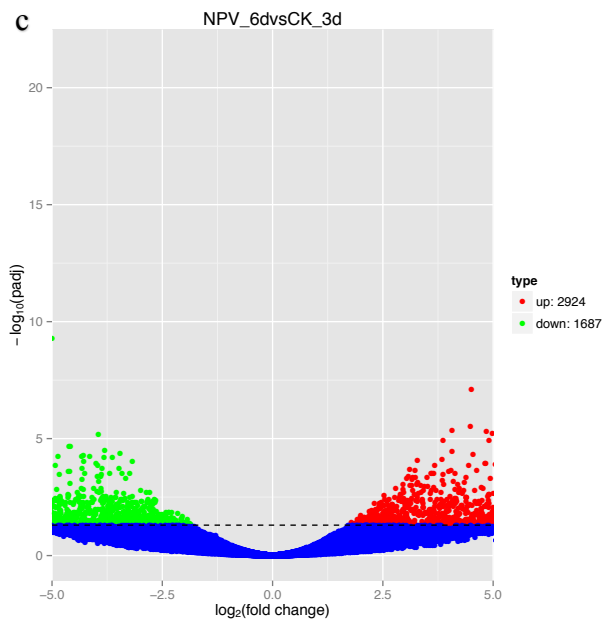 c
NPV_6dvsCK_3d
20
15
10
5
0
−log₁₀(padj)
-5.0
-2.5
0.0
2.5
5.0
log₂(fold change)
type
up: 2924
down: 1687